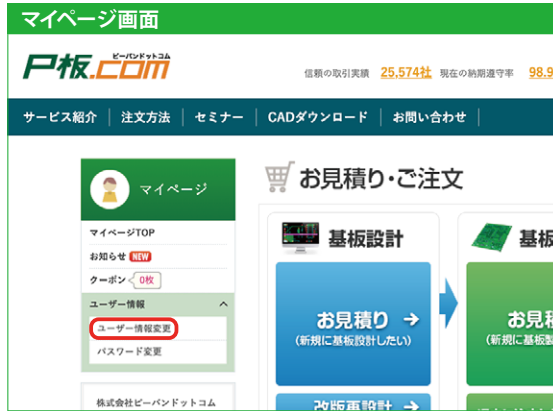 マイページ画面
ピーバンドットコム
P板.com
信頼の取引実績 25,574社 現在の納期遵守率 98.9
サービス紹介 注文方法 セミナー CADダウンロード お問い合わせ
マイページ
マイページTOP
お知らせ NEW
クーポン 0枚
ユーザー情報
ユーザー情報変更
パスワード変更
株式会社ピーバンドットコム
お見積り・ご注文
基板設計
お見積り →
(新規に基板設計したい)
改版再設計 →
基板
お見積
(新規に基板製